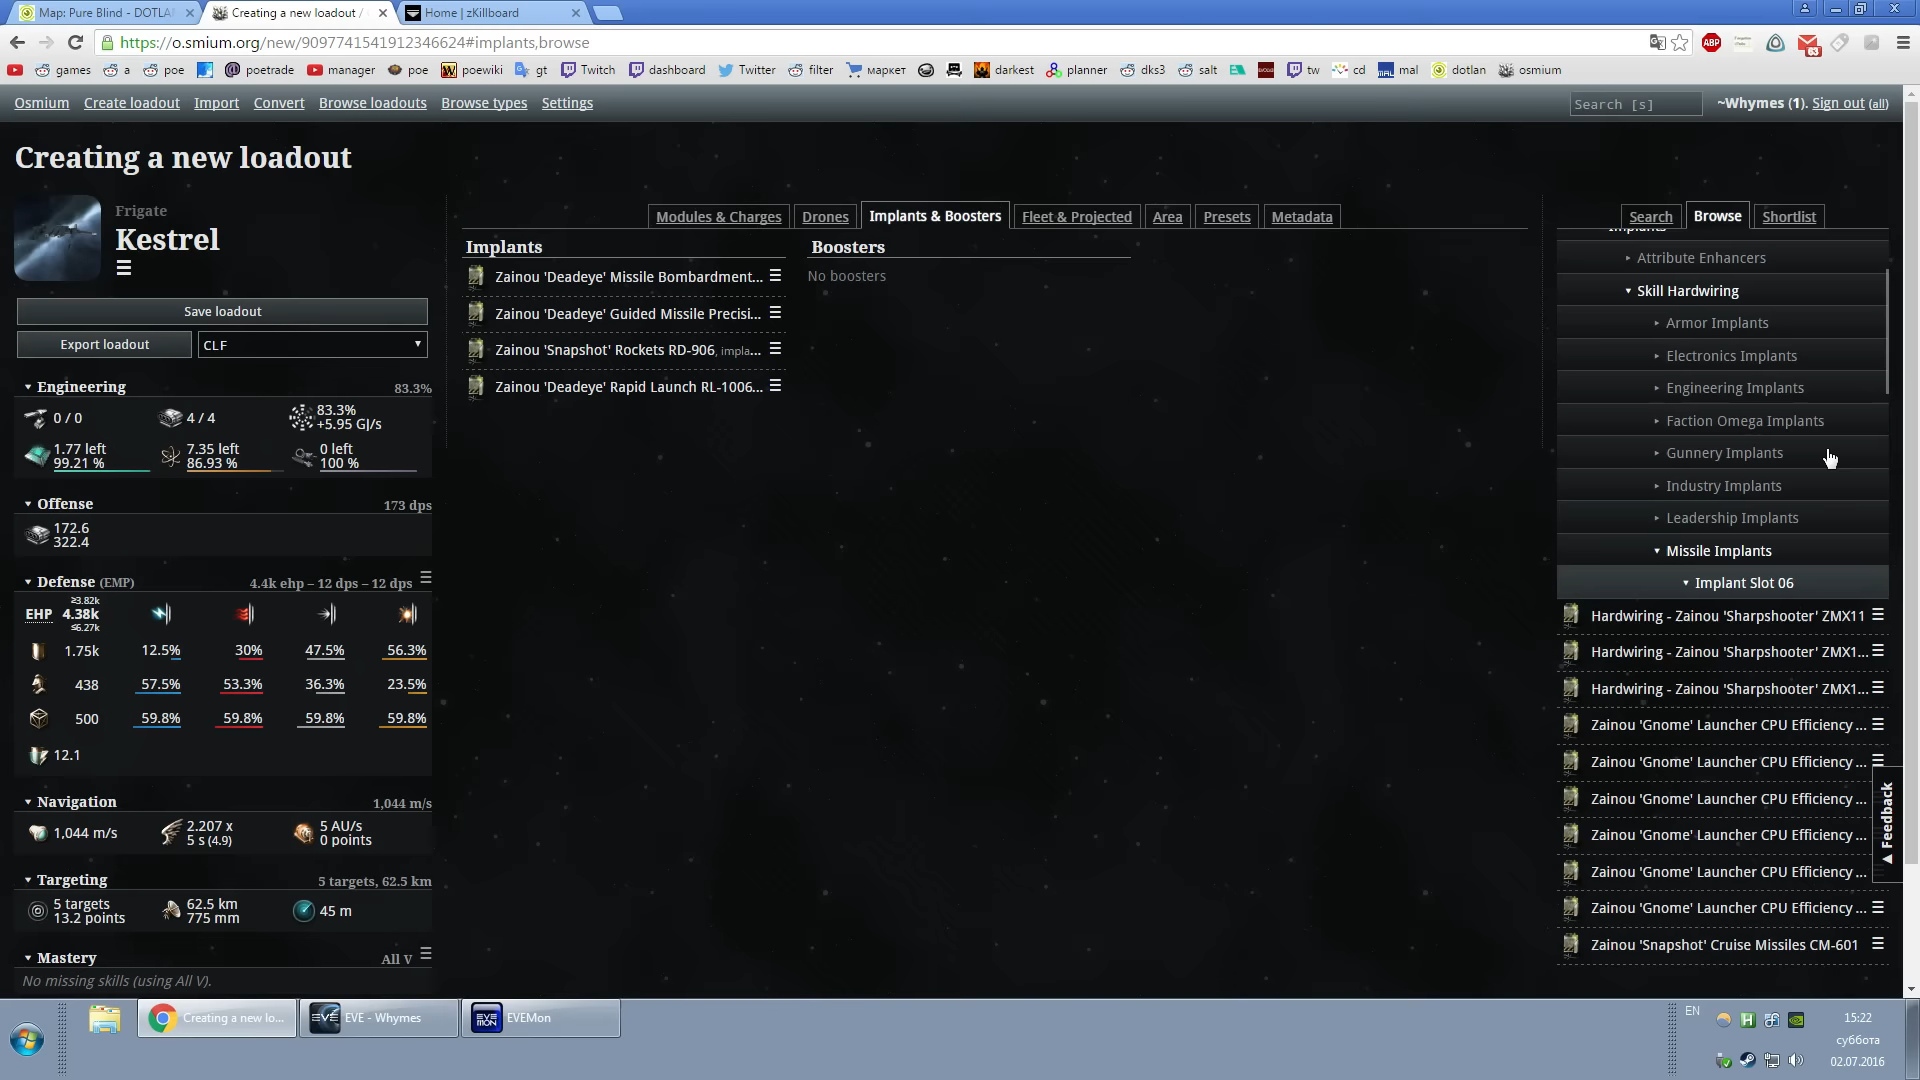 Map: Pure Blind - DOTLA
Creating a new loadout /
Home | zKillboard
https://o.smium.org/new/9097741541912346624#implants,browse
ABP
games
a
poe
poetrade
manager
poe
poewiki
gt
Twitch
dashboard
Twitter
filter
маркет
darkest
planner
dks3
salt
tw
cd
mal
dotlan
osmium
Osmium
Create loadout
Import
Convert
Browse loadouts
Browse types
Settings
Search [s]
~Whymes (1). Sign out (all)
Creating a new loadout
Frigate
Kestrel
Save loadout
Export loadout
CLF
Engineering
83.3%
0 / 0
4 / 4
83.3%
+5.95 GJ/s
1.77 left
99.21 %
7.35 left
86.93 %
0 left
100 %
Offense
173 dps
172.6
322.4
Defense (EMP)
4.4k ehp – 12 dps – 12 dps
EHP
≥3.82k
4.38k
≤6.27k
1.75k
12.5%
30%
47.5%
56.3%
438
57.5%
53.3%
36.3%
23.5%
500
59.8%
59.8%
59.8%
59.8%
12.1
Navigation
1,044 m/s
1,044 m/s
2.207 x
5 s (4.9)
5 AU/s
0 points
Targeting
5 targets, 62.5 km
5 targets
13.2 points
62.5 km
775 mm
45 m
Mastery
All V
No missing skills (using All V).
Modules & Charges
Drones
Implants & Boosters
Fleet & Projected
Area
Presets
Metadata
Implants
Zainou 'Deadeye' Missile Bombardment...
Zainou 'Deadeye' Guided Missile Precisi...
Zainou 'Snapshot' Rockets RD-906, impla...
Zainou 'Deadeye' Rapid Launch RL-1006...
Boosters
No boosters
Search
Browse
Shortlist
Implants
Attribute Enhancers
Skill Hardwiring
Armor Implants
Electronics Implants
Engineering Implants
Faction Omega Implants
Gunnery Implants
Industry Implants
Leadership Implants
Missile Implants
Implant Slot 06
Hardwiring - Zainou 'Sharpshooter' ZMX11
Hardwiring - Zainou 'Sharpshooter' ZMX1...
Hardwiring - Zainou 'Sharpshooter' ZMX1...
Zainou 'Gnome' Launcher CPU Efficiency ...
Zainou 'Gnome' Launcher CPU Efficiency ...
Zainou 'Gnome' Launcher CPU Efficiency ...
Zainou 'Gnome' Launcher CPU Efficiency ...
Zainou 'Gnome' Launcher CPU Efficiency ...
Zainou 'Gnome' Launcher CPU Efficiency ...
Zainou 'Snapshot' Cruise Missiles CM-601
Feedback
Creating a new lo...
EVE - Whymes
EVEMon
EN
15:22
суббота
02.07.2016